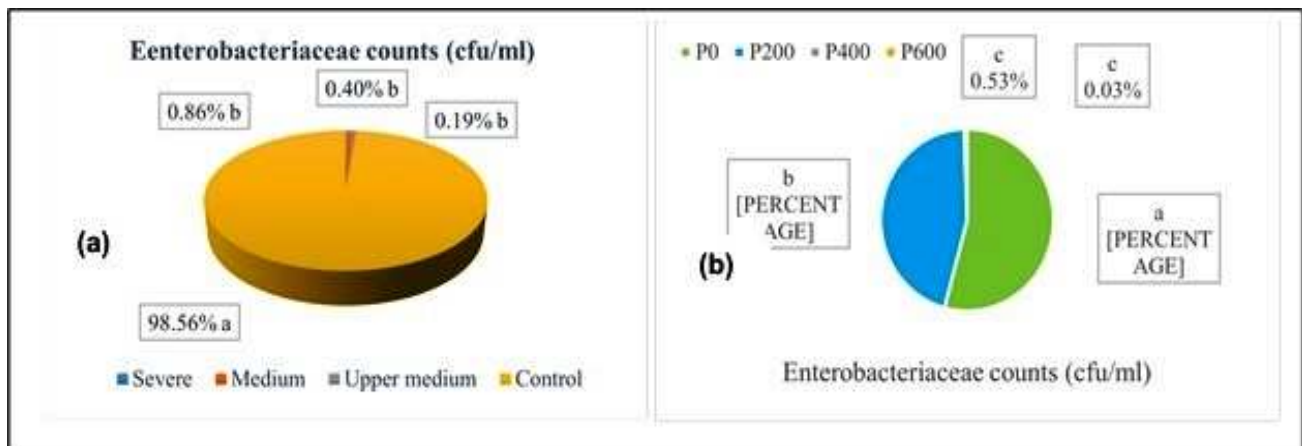 Eenterobacteriaceae counts (cfu/ml)
0.40% b
0.86% b
0.19% b
(a)
98.56% a
Severe Medium Upper medium Control
P0 P200 P400 P600
c
0.53%
c
0.03%
b
[PERCENT
AGE]
a
[PERCENT
AGE]
(b)
Enterobacteriaceae counts (cfu/ml)